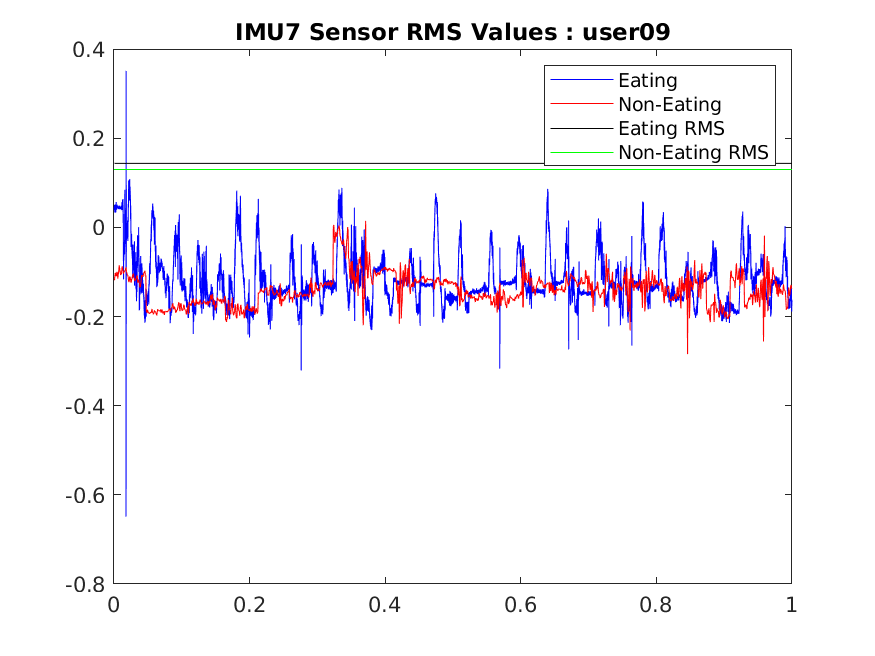 IMU7 Sensor RMS Values : user09
0.4
Eating
Non-Eating
Eating RMS
Non-Eating RMS
0.2
0
-0.2
-0.4
-0.6
-0.8
0 0.2 0.4 0.6 0.8 1